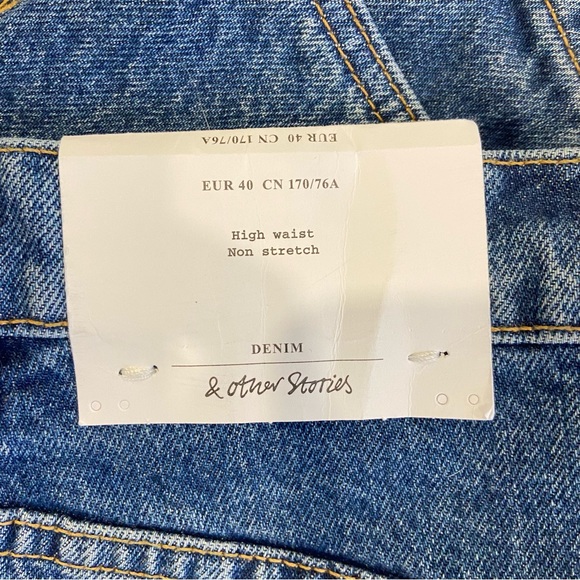 EUR 40 CN 170/76A
EUR 40 CN 170/76A
High waist
Non stretch
DENIM
& other Stories